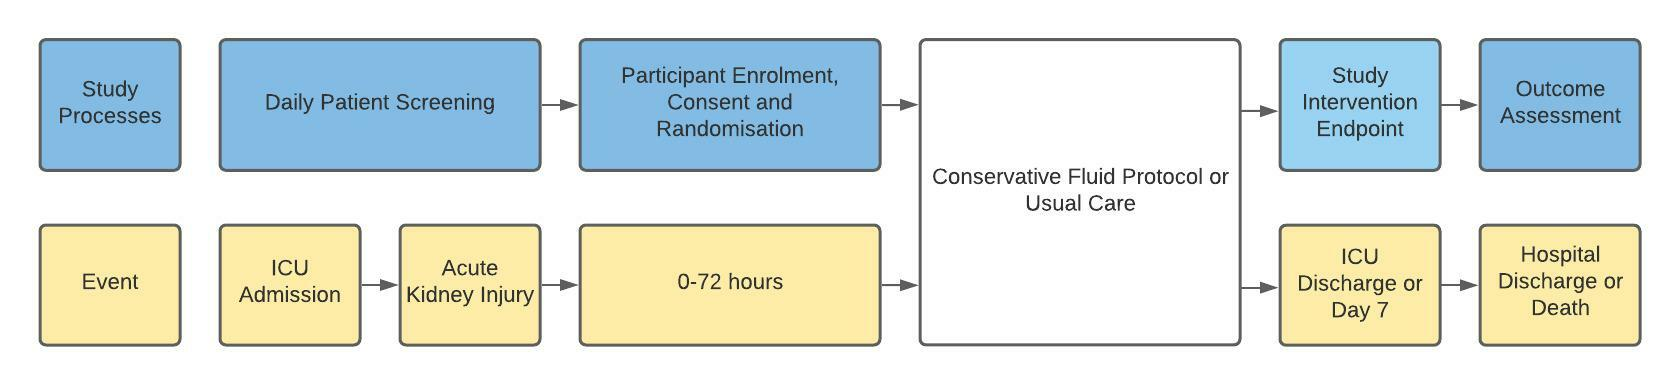 Study
Processes
Daily Patient Screening
Participant Enrolment,
Consent and
Randomisation
Conservative Fluid Protocol or
Usual Care
Study
Intervention
Endpoint
Outcome
Assessment
Event
ICU
Admission
Acute
Kidney Injury
0-72 hours
ICU
Discharge or
Day 7
Hospital
Discharge or
Death